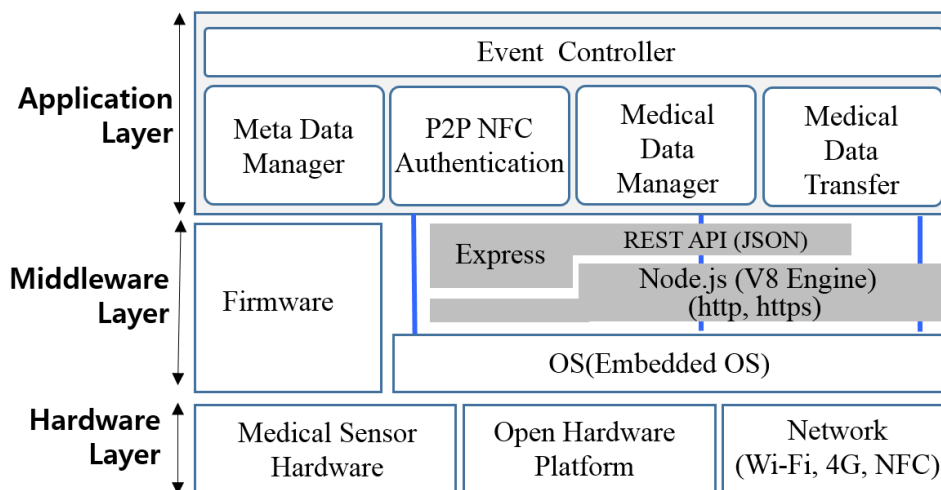 Application
Layer
Event Controller
Meta Data
Manager
P2P NFC
Authentication
Medical
Data
Manager
Medical
Data
Transfer
Middleware
Layer
Firmware
Express
REST API (JSON)
Node.js (V8 Engine)
(http, https)
OS(Embedded OS)
Hardware
Layer
Medical Sensor
Hardware
Open Hardware
Platform
Network
(Wi-Fi, 4G, NFC)